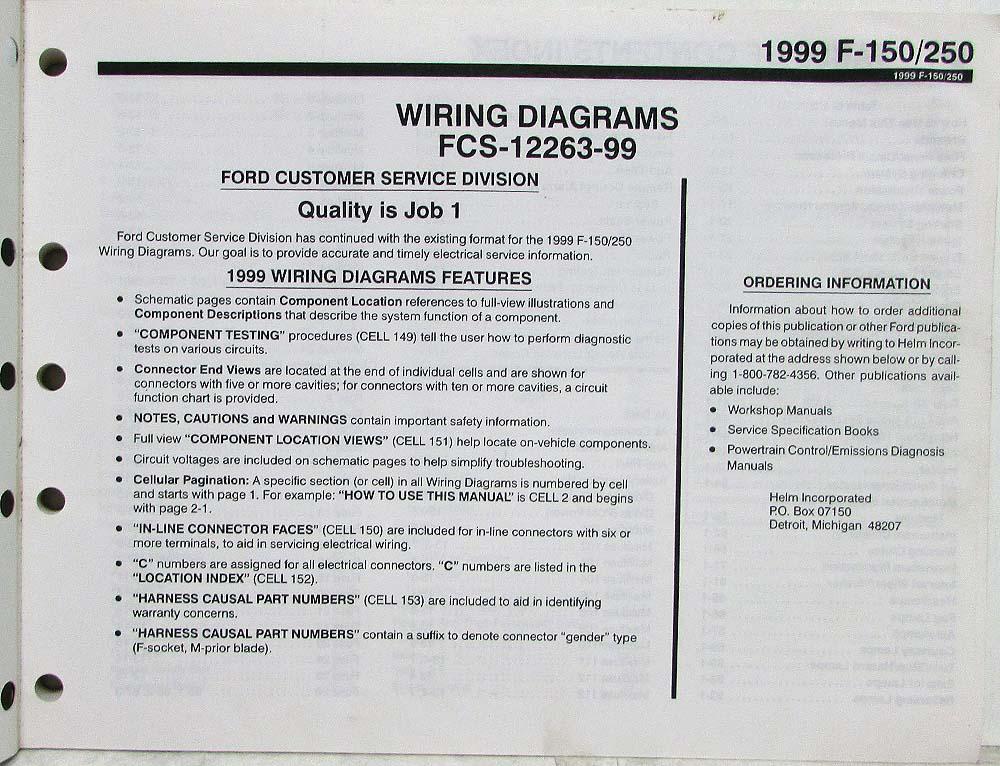 1999 F-150/250
1999 F-150/250
WIRING DIAGRAMS
FCS-12263-99
FORD CUSTOMER SERVICE DIVISION
Quality is Job 1
Ford Customer Service Division has continued with the existing format for the 1999 F-150/250
Wiring Diagrams. Our goal is to provide accurate and timely electrical service information.
1999 WIRING DIAGRAMS FEATURES
• Schematic pages contain Component Location references to full-view illustrations and
Component Descriptions that describe the system function of a component.
• "COMPONENT TESTING" procedures (CELL 149) tell the user how to perform diagnostic
tests on various circuits.
• Connector End Views are located at the end of individual cells and are shown for
connectors with five or more cavities; for connectors with ten or more cavities, a circuit
function chart is provided.
• NOTES, CAUTIONS and WARNINGS contain important safety information.
• Full view "COMPONENT LOCATION VIEWS" (CELL 151) help locate on-vehicle components.
• Circuit voltages are included on schematic pages to help simplify troubleshooting.
• Cellular Pagination: A specific section (or cell) in all Wiring Diagrams is numbered by cell
and starts with page 1. For example: "HOW TO USE THIS MANUAL" is CELL 2 and begins
with page 2-1.
• "IN-LINE CONNECTOR FACES" (CELL 150) are included for in-line connectors with six or
more terminals, to aid in servicing electrical wiring.
• "C" numbers are assigned for all electrical connectors. "C" numbers are listed in the
"LOCATION INDEX" (CELL 152).
• "HARNESS CAUSAL PART NUMBERS" (CELL 153) are included to aid in identifying
warranty concerns.
• "HARNESS CAUSAL PART NUMBERS" contain a suffix to denote connector "gender" type
(F-socket, M-prior blade).
ORDERING INFORMATION
Information about how to order additional
copies of this publication or other Ford publica-
tions may be obtained by writing to Helm Incor-
porated at the address shown below or by call-
ing 1-800-782-4356. Other publications avail-
able include:
• Workshop Manuals
• Service Specification Books
• Powertrain Control/Emissions Diagnosis
Manuals
Helm Incorporated
P.O. Box 07150
Detroit, Michigan 48207